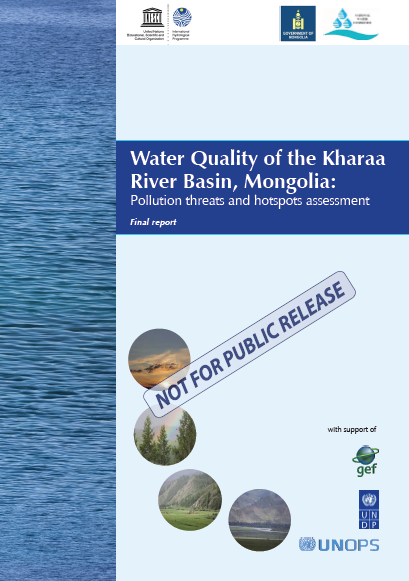 United Nations
Educational, Scientific and
Cultural Organization
International
Hydrological
Programme
GOVERNMENT OF
MONGOLIA
Water Quality of the Kharaa
River Basin, Mongolia:
Pollution threats and hotspots assessment
Final report
NOT FOR PUBLIC RELEASE
with support of
gef
U N
D P
UNOPS